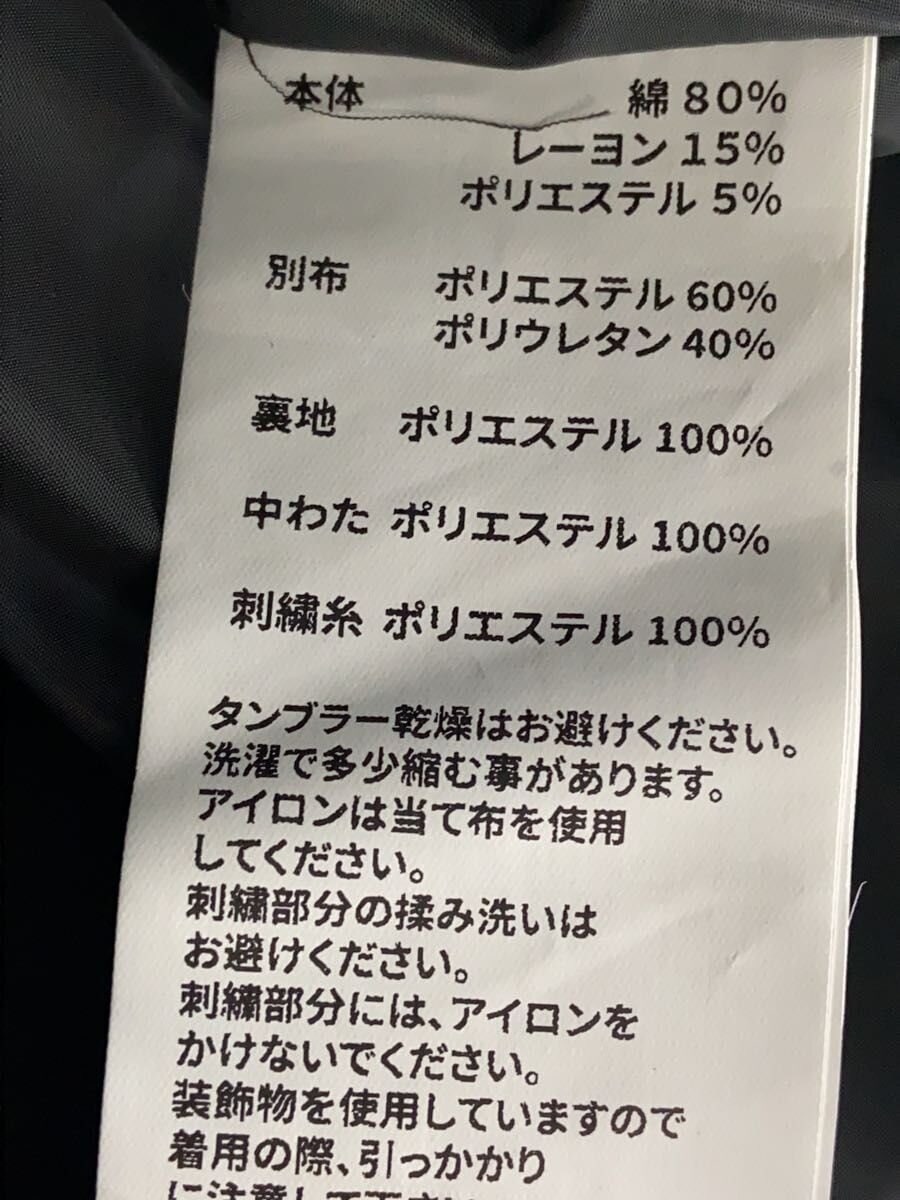 本体 綿 80%
レーヨン 15%
ポリエステル 5%
別布 ポリエステル 60%
ポリウレタン 40%
裏地 ポリエステル 100%
中わた ポリエステル 100%
刺繍糸 ポリエステル 100%
タンブラー乾燥はお避けください。
洗濯で多少縮む事があります。
アイロンは当て布を使用
してください。
刺繍部分の揉み洗いは
お避けください。
刺繍部分には、アイロンを
かけないでください。
装飾物を使用していますので
着用の際、引っかかり
に注意して下さい